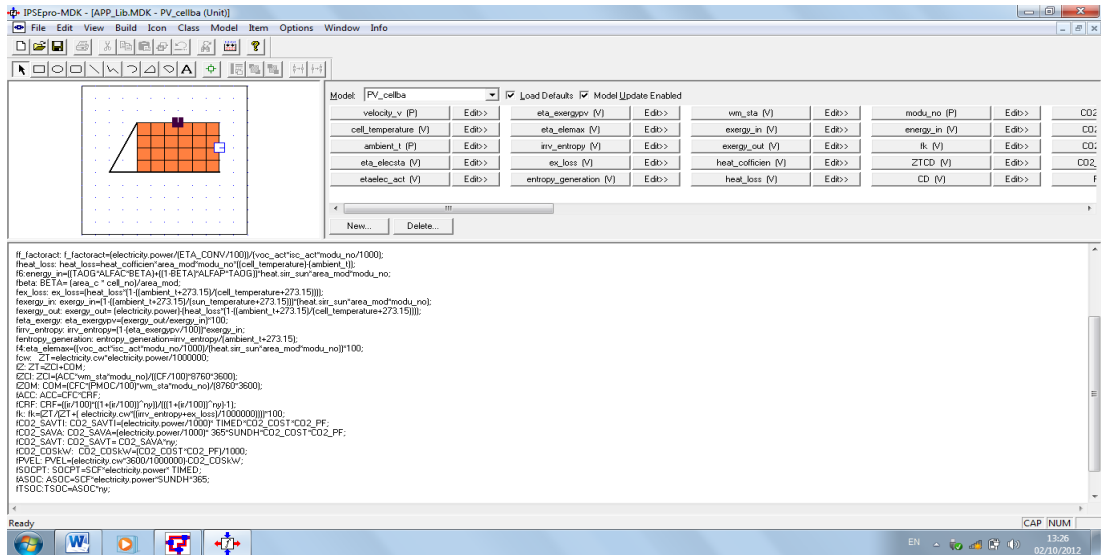 IPSEpro-MDK - [APP_Lib.MDK - PV_cellba (Unit)]
File Edit View Build Icon Class Model Item Options Window Info
A
Model: PV_cellba Load Defaults Model Update Enabled
velocity_v (P) Edit>> eta_exergypv (V) Edit>> wm_sta (V) Edit>> modu_no (P) Edit>> CO2
cell_temperature (V) Edit>> eta_elemax (V) Edit>> exergy_in (V) Edit>> energy_in (V) Edit>> CO2
ambient_t (P) Edit>> irrv_entropy (V) Edit>> exergy_out (V) Edit>> fk (V) Edit>> CO2
eta_elecsta (V) Edit>> ex_loss (V) Edit>> heat_cofficien (V) Edit>> ZTCD (V) Edit>> CO2_
etaelec_act (V) Edit>> entropy_generation (V) Edit>> heat_loss (V) Edit>> CD (V) Edit>>
New... Delete...
ff_factoract: f_factoract=(electricity.power/(ETA_CONV/100))/(voc_act*isc_act*modu_no/1000);
fheat_loss: heat_loss=heat_cofficien*area_mod*modu_no*((cell_temperature)-(ambient_t));
f6:energy_in=((TAOG*ALFAC*BETA)+((1-BETA)*ALFAP*TAOG))*heat.sirr_sun*area_mod*modu_no;
fbeta: BETA= (area_c * cell_no)/area_mod;
fex_loss: ex_loss=(heat_loss*(1-((ambient_t+273.15)/(cell_temperature+273.15))));
fexergy_in: exergy_in=(1-((ambient_t+273.15)/(sun_temperature+273.15)))*(heat.sirr_sun*area_mod*modu_no);
fexergy_out: exergy_out= (electricity.power)-(heat_loss*(1-((ambient_t+273.15)/(cell_temperature+273.15))));
feta_exergy: eta_exergypv=(exergy_out/exergy_in)*100;
firrv_entropy: irrv_entropy=(1-(eta_exergypv/100))*exergy_in;
fentropy_generation: entropy_generation=irrv_entropy/(ambient_t+273.15);
f4:eta_elemax=((voc_act*isc_act*modu_no/1000)/(heat.sirr_sun*area_mod*modu_no))*100;
fcw: ZT=electricity.cw*electricity.power/1000000;
fZ: ZT=ZCI+COM;
fZCI: ZCI=(ACC*wm_sta*modu_no)/((CF/100)*8760*3600);
fZOM: COM=(CFC*(PMOC/100)*wm_sta*modu_no)/(8760*3600);
fACC: ACC=CFC*CRF;
fCRF: CRF=((ir/100)*((1+(ir/100))^ny))/(((1+(ir/100))^ny)-1);
fk: fk=(ZT/(ZT+( electricity.cw*((irrv_entropy+ex_loss)/1000000))))*100;
fCO2_SAVTI: CO2_SAVTI=(electricity.power/1000)* TIMED*CO2_COST*CO2_PF;
fCO2_SAVA: CO2_SAVA=(electricity.power/1000)* 365*SUNDH*CO2_COST*CO2_PF;
fCO2_SAVT: CO2_SAVT= CO2_SAVA*ny;
fCO2_COSkW: CO2_COSkW=(CO2_COST*CO2_PF)/1000;
fPVEL: PVEL=(electricity.cw*3600/1000000)-CO2_COSkW;
fSOCPT: SOCPT=SCF*electricity.power* TIMED;
fASOC: ASOC=SCF*electricity.power*SUNDH*365;
fTSOC:TSOC=ASOC*ny;
Ready CAP NUM
EN 13:26
02/10/2012